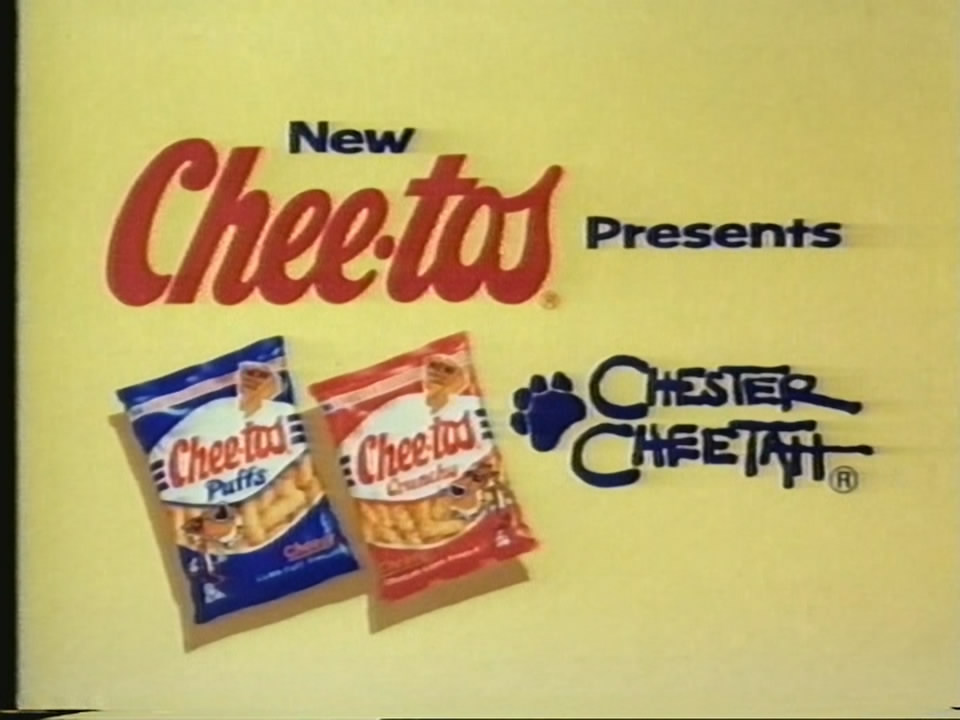 New
Chee·tos®
Presents
Chee·tos
Puffs
Chee·tos
Crunchy
CHESTER
CHEETAH®